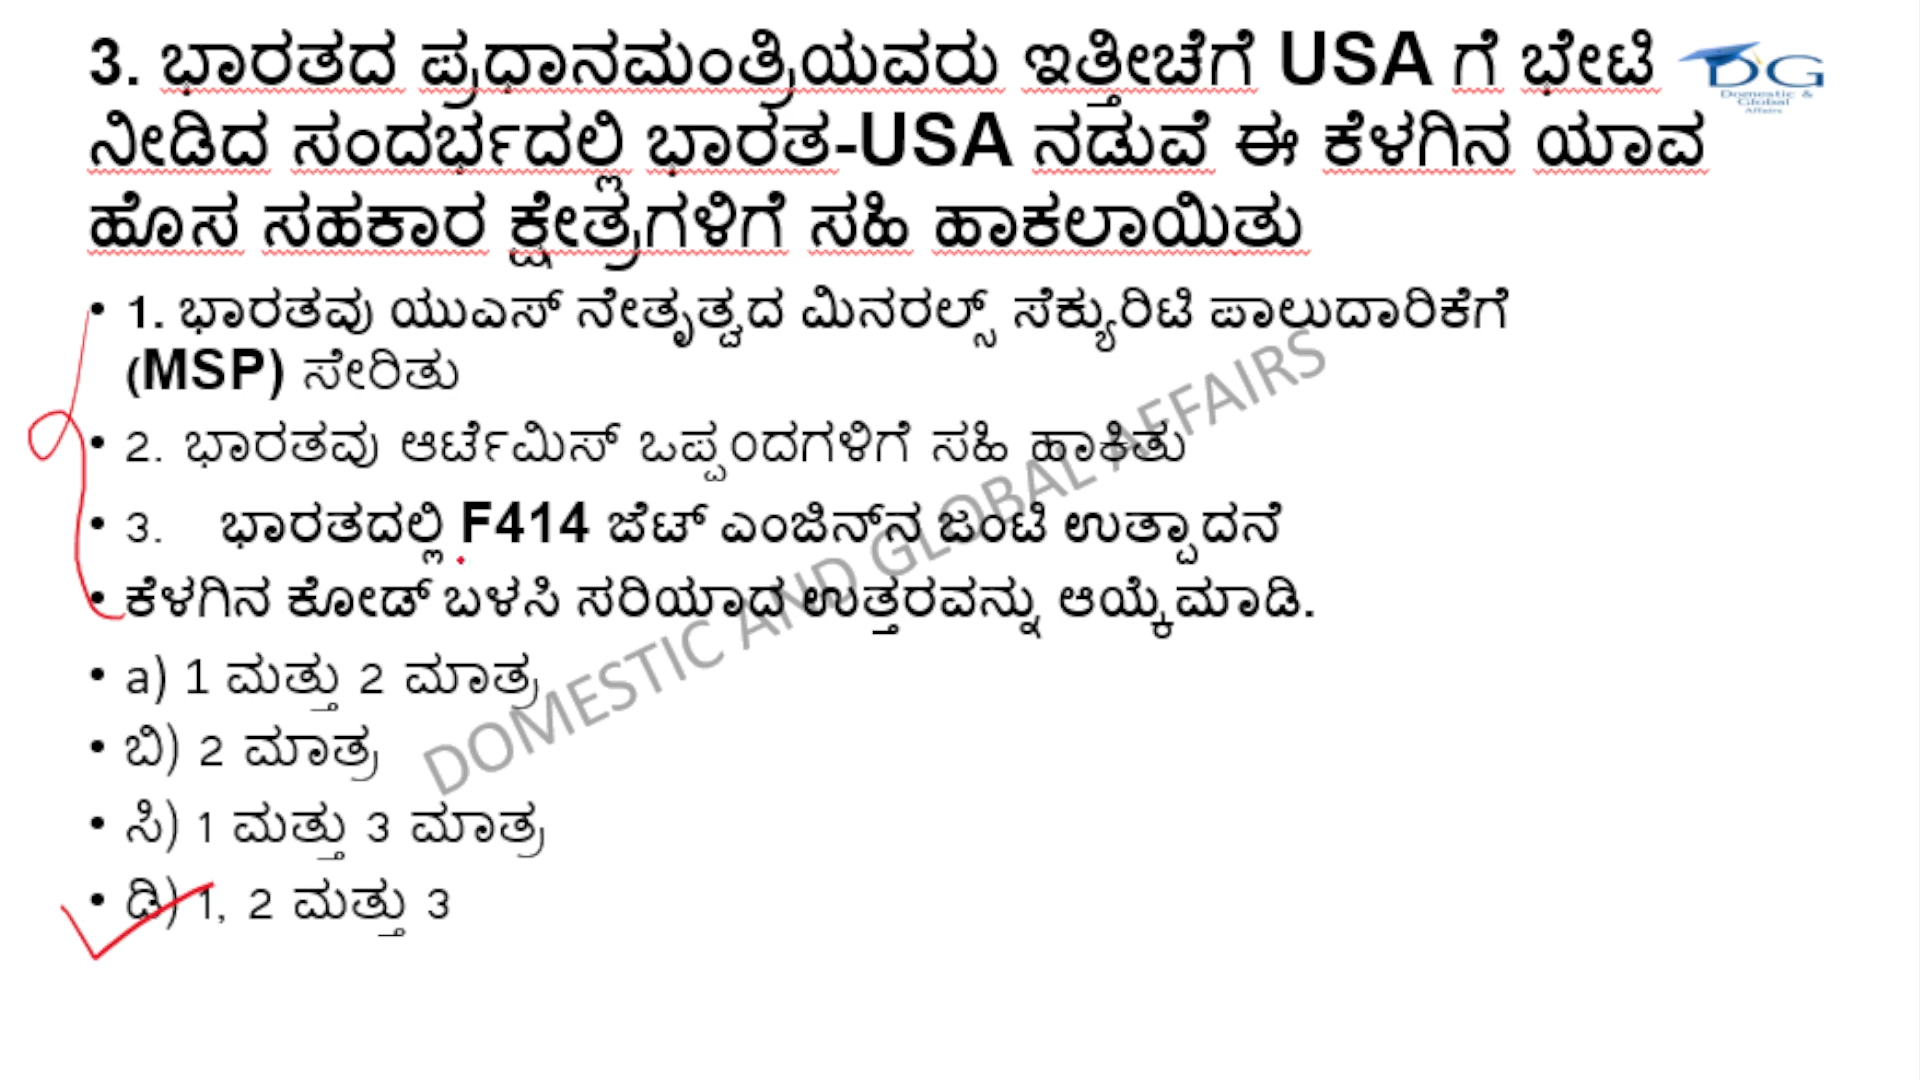 3. ಭಾರತದ ಪ್ರಧಾನಮಂತ್ರಿಯವರು ಇತ್ತೀಚೆಗೆ USA ಗೆ ಭೇಟಿ
ನೀಡಿದ ಸಂದರ್ಭದಲ್ಲಿ ಭಾರತ-USA ನಡುವೆ ಈ ಕೆಳಗಿನ ಯಾವ
ಹೊಸ ಸಹಕಾರ ಕ್ಷೇತ್ರಗಳಿಗೆ ಸಹಿ ಹಾಕಲಾಯಿತು
DG
Domestic &
Global
Affairs
• 1. ಭಾರತವು ಯುಎಸ್ ನೇತೃತ್ವದ ಮಿನರಲ್ಸ್ ಸೆಕ್ಯುರಿಟಿ ಪಾಲುದಾರಿಕೆಗೆ
(MSP) ಸೇರಿತು
• 2. ಭಾರತವು ಆರ್ಟೆಮಿಸ್ ಒಪ್ಪಂದಗಳಿಗೆ ಸಹಿ ಹಾಕಿತು
• 3. ಭಾರತದಲ್ಲಿ F414 ಜೆಟ್ ಎಂಜಿನ್‌ನ ಜಂಟಿ ಉತ್ಪಾದನೆ
• ಕೆಳಗಿನ ಕೋಡ್ ಬಳಸಿ ಸರಿಯಾದ ಉತ್ತರವನ್ನು ಆಯ್ಕೆಮಾಡಿ.
• a) 1 ಮತ್ತು 2 ಮಾತ್ರ
• ಬಿ) 2 ಮಾತ್ರ
• ಸಿ) 1 ಮತ್ತು 3 ಮಾತ್ರ
• ಡಿ) 1, 2 ಮತ್ತು 3
DOMESTIC AND GLOBAL AFFAIRS